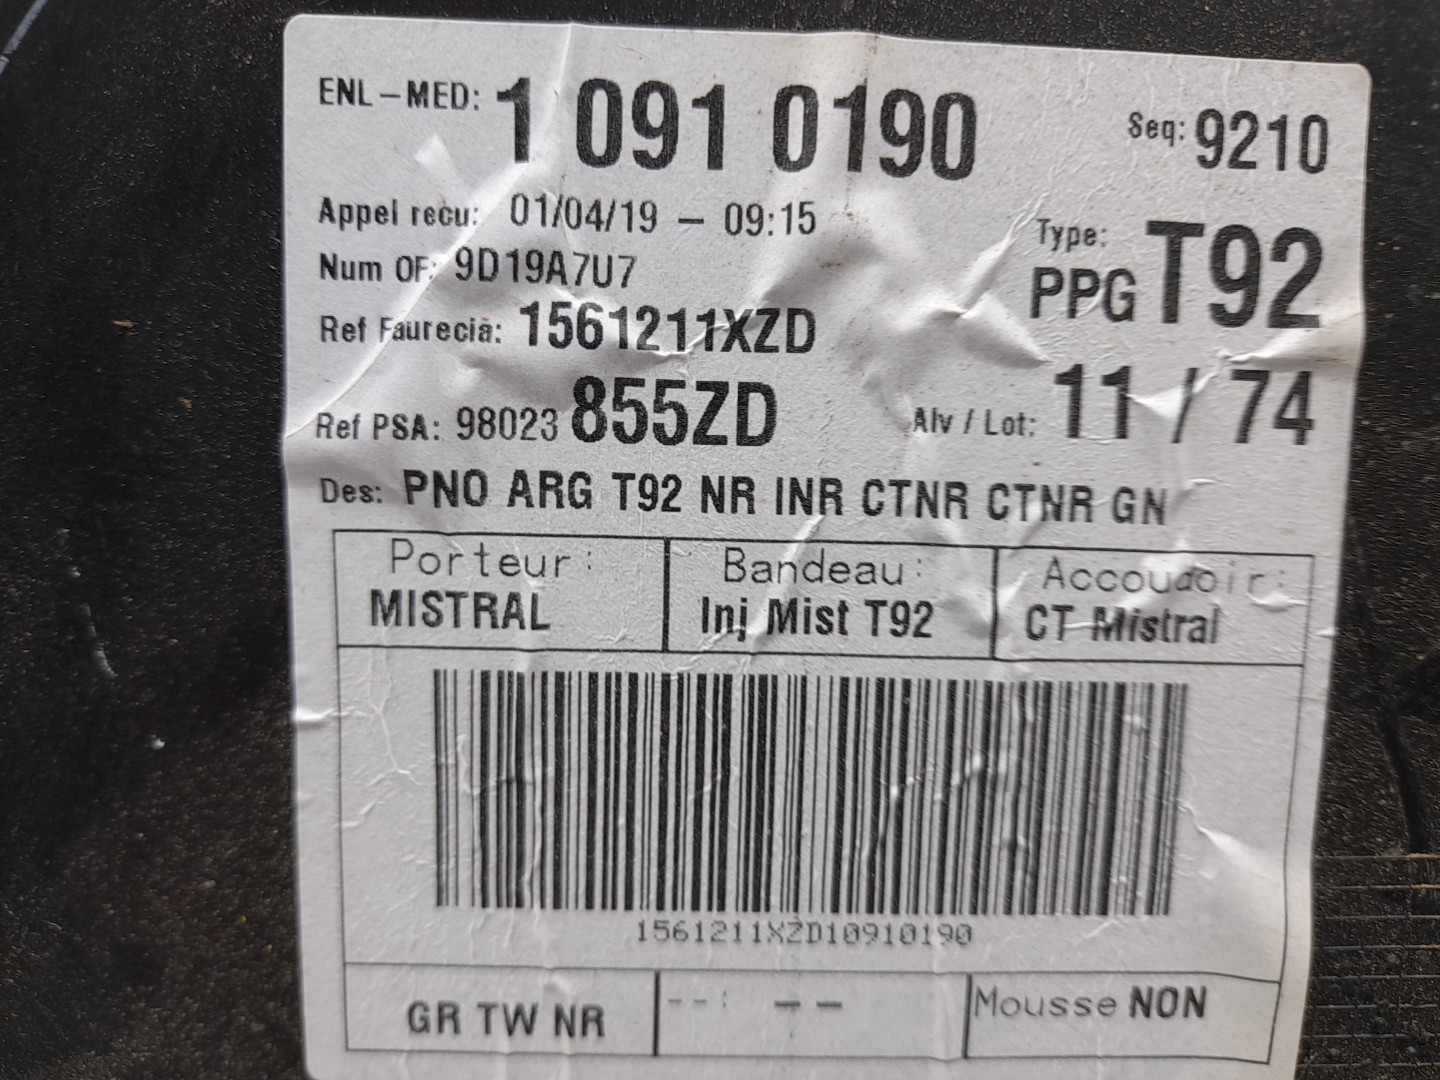 ENL-MED: 1 091 0190 Seq: 9210
Appel recu: 01/04/19 - 09:15
Type: PPG T92
Num OF: 9D19A7U7
Ref Faurecia: 1561211XZD
Ref PSA: 98023 855ZD Alv / Lot: 11 / 74
Des: PNO ARG T92 NR INR CTNR CTNR GN
Porteur: Bandeau: Accoudoir:
MISTRAL Inj Mist T92 CT Mistral
1561211XZD10910190
GR TW NR --: -- Mousse NON